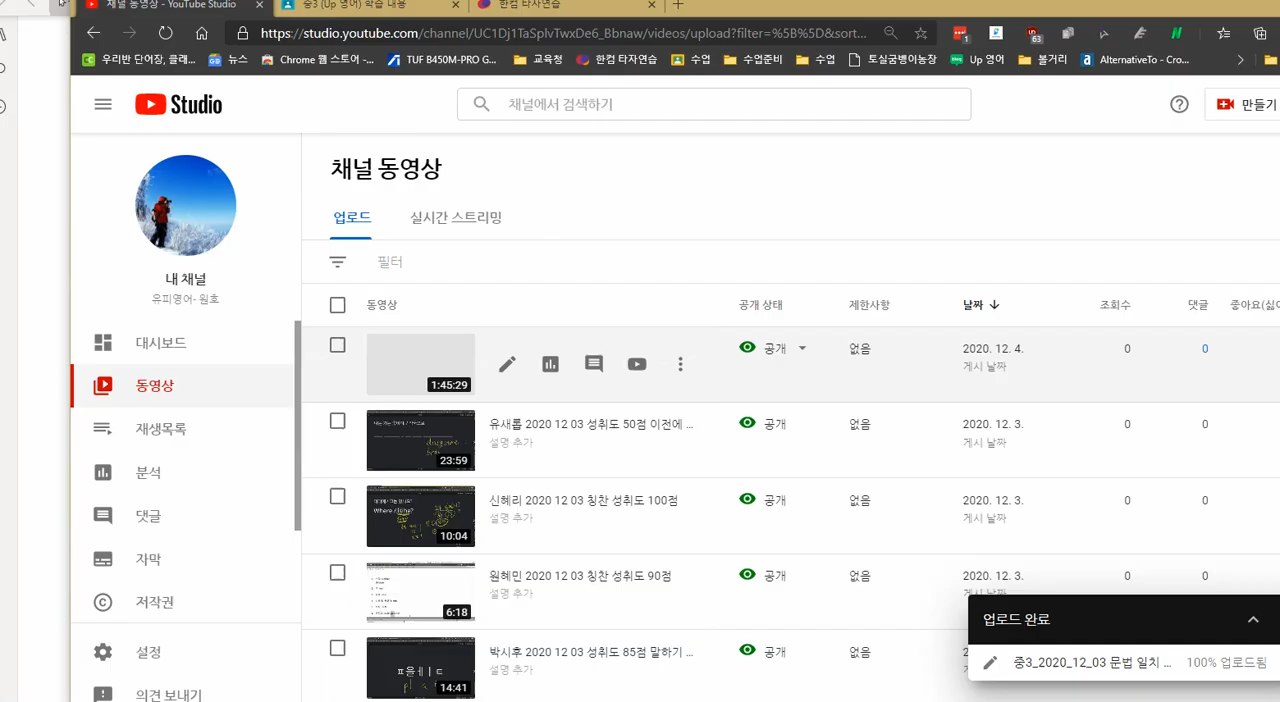 채널 동영상 - YouTube Studio
중3 (Up 영어) 학습 내용
한컴 타자연습
https://studio.youtube.com/channel/UC1Dj1TaSplvTwxDe6_Bbnaw/videos/upload?filter=%5B%5D&sort...
1
63
우리반 단어장, 클래...
뉴스
Chrome 웹 스토어 -...
TUF B450M-PRO G...
교육청
한컴 타자연습
수업
수업준비
수업
토실굼벵이농장
Up 영어
볼거리
AlternativeTo - Cro...
Studio
채널에서 검색하기
만들기
내 채널
유피영어- 원호
대시보드
동영상
재생목록
분석
댓글
자막
저작권
설정
의견 보내기
채널 동영상
업로드
실시간 스트리밍
필터
동영상
공개 상태
제한사항
날짜
조회수
댓글
좋아요(싫어
1:45:29
공개
없음
2020. 12. 4.
게시 날짜
0
0
유새롭 2020 12 03 성취도 50점 이전에 ...
설명 추가
23:59
공개
없음
2020. 12. 3.
게시 날짜
0
0
신혜리 2020 12 03 칭찬 성취도 100점
설명 추가
10:04
공개
없음
2020. 12. 3.
게시 날짜
0
0
원혜민 2020 12 03 칭찬 성취도 90점
설명 추가
6:18
공개
없음
2020. 12. 3.
0
0
박시후 2020 12 03 성취도 85점 말하기 ...
설명 추가
14:41
공개
없음
업로드 완료
중3_2020_12_03 문법 일치 ...
100% 업로드됨